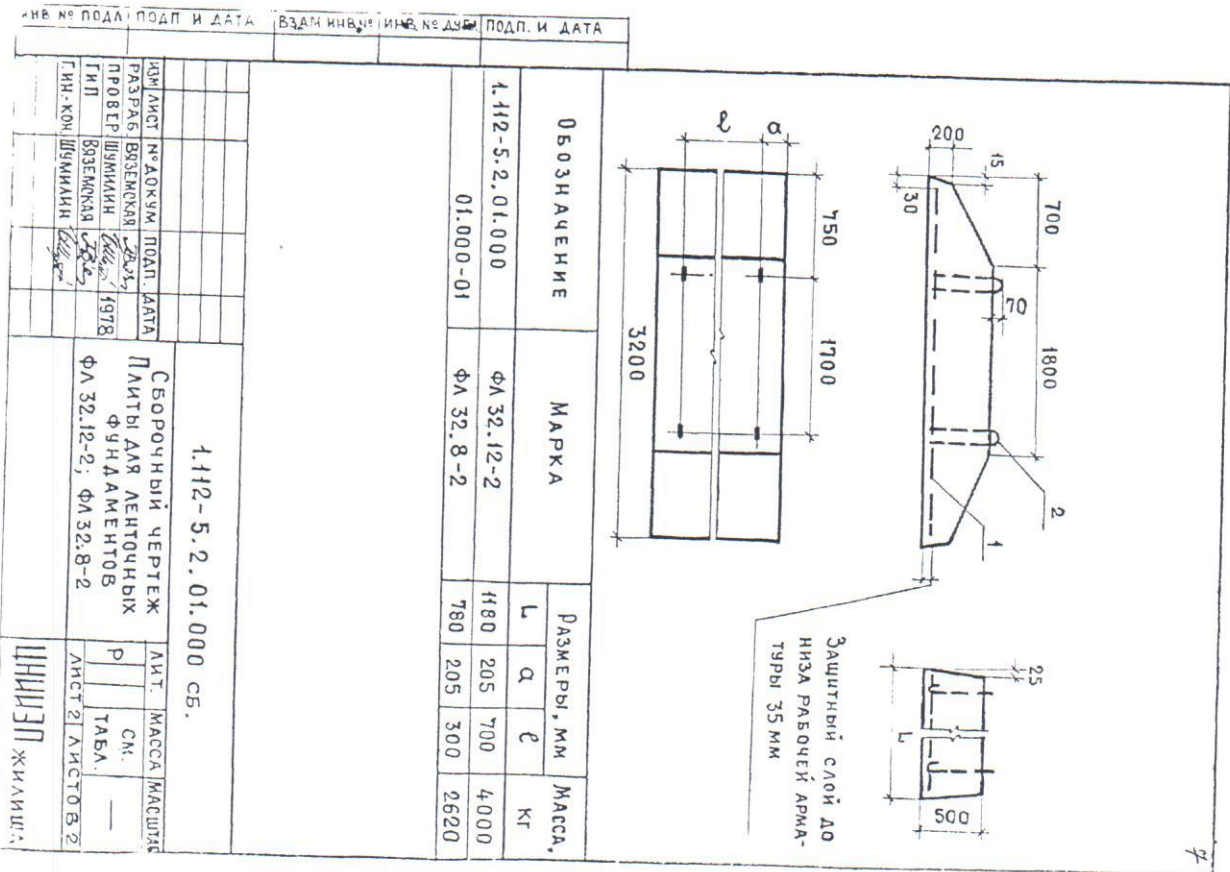 7
200
15
30
700
1800
70
2
1
25
L
500
Защитный слой до
низа рабочей арма-
туры 35 мм
ℓ
a
750
1700
3200
Обозначение Марка Размеры, мм Масса, кг
L a ℓ
1.112-5.2.01.000 ФЛ 32.12-2 1180 205 700 4000
01.000-01 ФЛ 32.8-2 780 205 300 2620
1.112-5.2.01.000 СБ.
Изм Лист № докум Подп. Дата
Разраб. Вяземская
Провер Шумилин 1978
ГИП Вяземская
Гин.-кон Шумилин
Сборочный чертеж
Плиты для ленточных
фундаментов
ФЛ 32.12-2; ФЛ 32.8-2
Лит. Масса Масштаб
Р См. табл. —
Лист 2 Листов 2
ЦНИИЭП жилища
Инв № подл Подп и дата Взам инв. № Инв. № дубл Подп. и дата